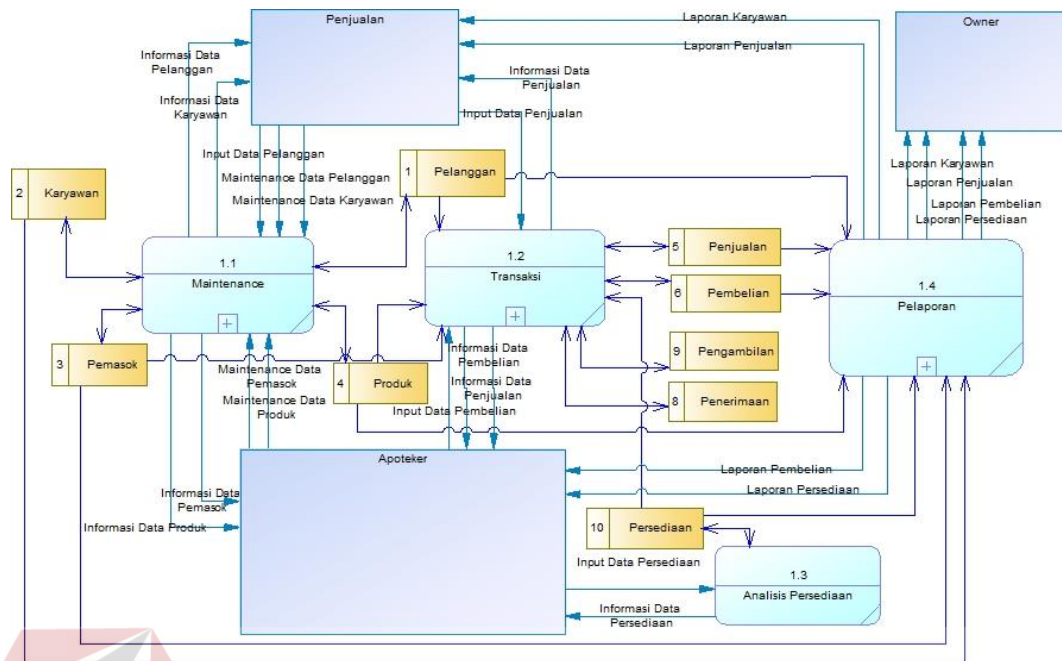 Penjualan
Laporan Karyawan
Owner
Laporan Penjualan
Informasi Data
Pelanggan
Informasi Data
Penjualan
Informasi Data
Karyawan
Input Data Penjualan
Input Data Pelanggan
Maintenance Data Pelanggan
Maintenance Data Karyawan
1 Pelanggan
Laporan Karyawan
Laporan Penjualan
Laporan Pembelian
Laporan Persediaan
2 Karyawan
1.1
Maintenance
+
1.2
Transaksi
+
5 Penjualan
6 Pembelian
1.4
Pelaporan
+
3 Pemasok
Maintenance Data
Pemasok
Maintenance Data
Produk
4 Produk
Informasi Data
Pembelian
Informasi Data
Penjualan
Input Data Pembelian
9 Pengambilan
8 Penerimaan
Apoteker
Laporan Pembelian
Laporan Persediaan
Informasi Data
Pemasok
Informasi Data Produk
10 Persediaan
Input Data Persediaan
1.3
Analisis Persediaan
Informasi Data
Persediaan